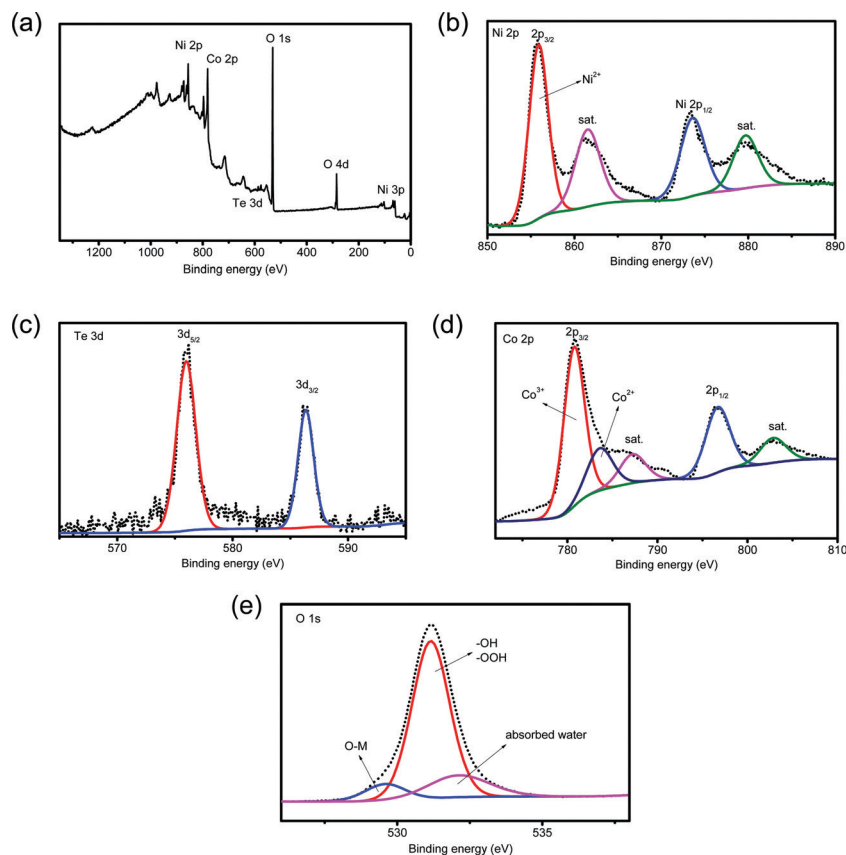 (a)
O 1s
Ni 2p
Co 2p
O 4d
Te 3d
Ni 3p
1200 1000 800 600 400 200 0
Binding energy (eV)
(b)
Ni 2p 2p3/2
Ni2+
sat.
Ni 2p1/2
sat.
850 860 870 880 890
Binding energy (eV)
(c)
Te 3d
3d5/2
3d3/2
570 580 590
Binding energy (eV)
(d)
Co 2p 2p3/2
Co3+
Co2+
sat.
2p1/2
sat.
780 790 800 810
Binding energy (eV)
(e)
O 1s
-OH
-OOH
O-M
absorbed water
530 535
Binding energy (eV)